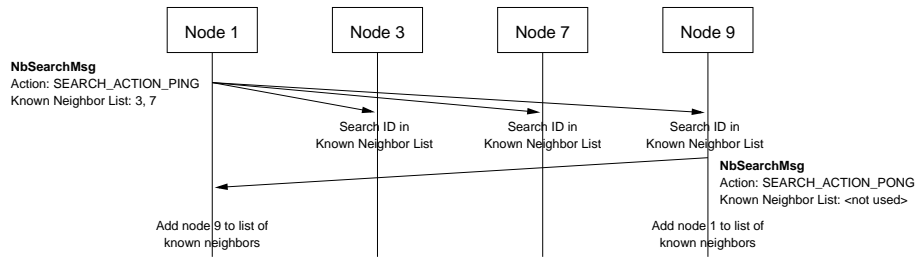 Node 1
Node 3
Node 7
Node 9
NbSearchMsg
Action: SEARCH_ACTION_PING
Known Neighbor List: 3, 7
Search ID in
Known Neighbor List
Search ID in
Known Neighbor List
Search ID in
Known Neighbor List
NbSearchMsg
Action: SEARCH_ACTION_PONG
Known Neighbor List: <not used>
Add node 9 to list of
known neighbors
Add node 1 to list of
known neighbors